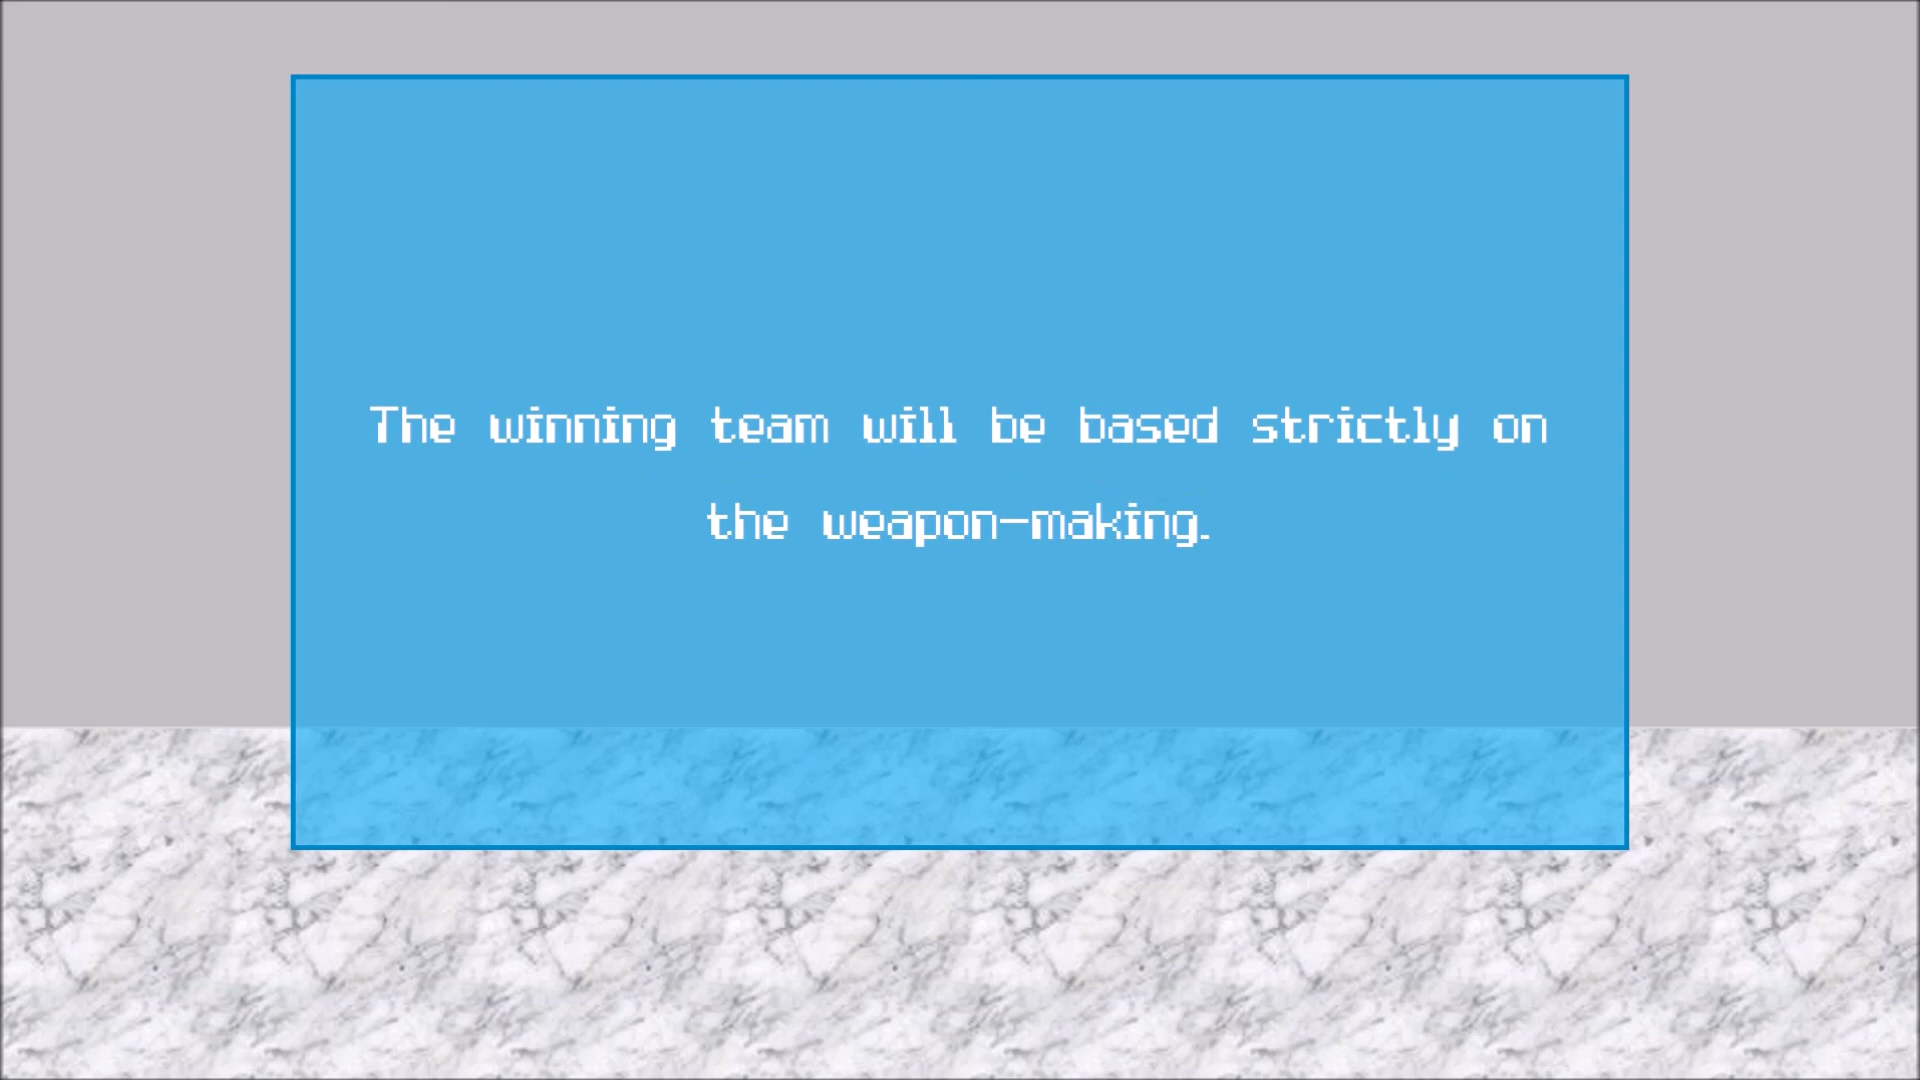 The winning team will be based strictly on
the weapon-making.